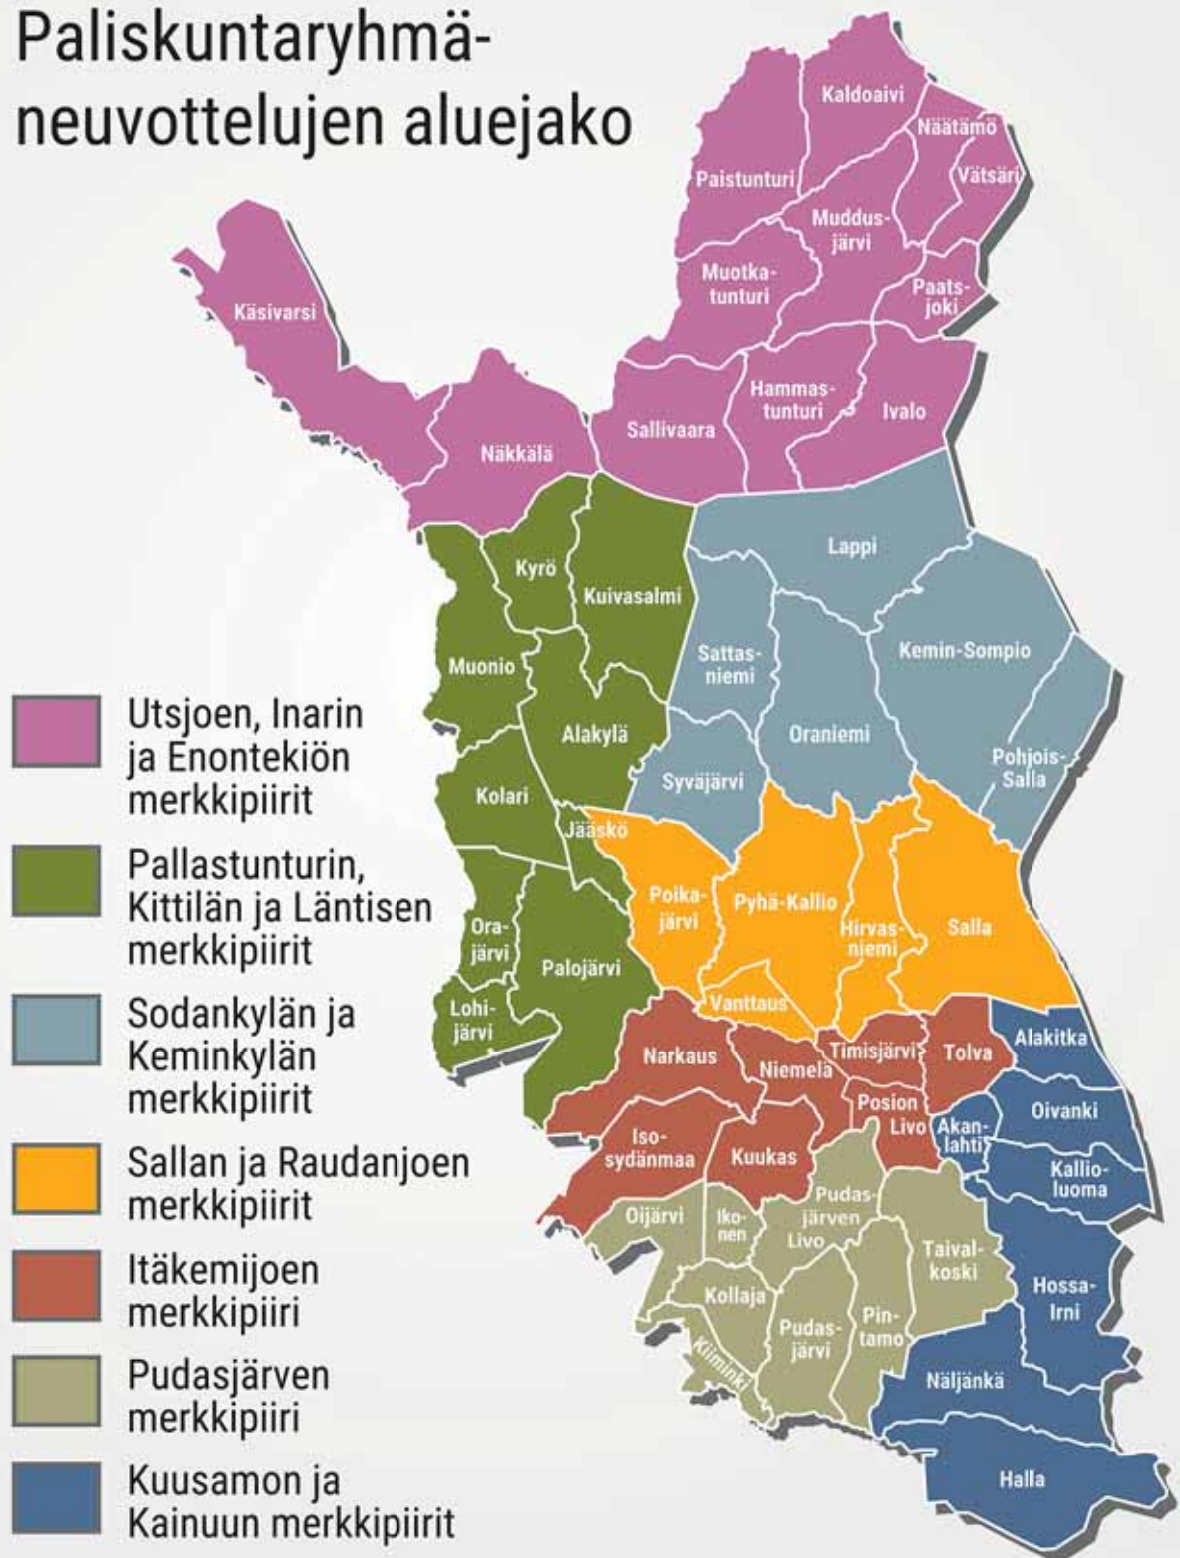 Paliskuntaryhmä-
neuvottelujen aluejako
Kaldoaivi
Näätämö
Vätsäri
Paistunturi
Muddus-
järvi
Muotka-
tunturi
Paats-
joki
Käsivarsi
Hammas-
tunturi
Ivalo
Sallivaara
Näkkälä
Lappi
Kyrö
Kuivasalmi
Sattas-
niemi
Kemin-Sompio
Muonio
Alakylä
Oraniemi
Syväjärvi
Pohjois-
Salla
Kolari
Jääskö
Poika-
järvi
Pyhä-Kallio
Hirvas-
niemi
Salla
Ora-
järvi
Palojärvi
Vanttaus
Lohi-
järvi
Narkaus
Niemelä
Timisjärvi
Tolva
Alakitka
Posion
Livo
Akan-
lahti
Oivanki
Iso-
sydänmaa
Kuukas
Kallio-
luoma
Oijärvi
Iko-
nen
Pudas-
järven
Livo
Taival-
koski
Hossa-
Irni
Kollaja
Pudas-
järvi
Pin-
tamo
Kiiminki
Näljänkä
Halla
Utsjoen, Inarin
ja Enontekiön
merkkipiirit
Pallastunturin,
Kittilän ja Läntisen
merkkipiirit
Sodankylän ja
Keminkylän
merkkipiirit
Sallan ja Raudanjoen
merkkipiirit
Itäkemijoen
merkkipiiri
Pudasjärven
merkkipiiri
Kuusamon ja
Kainuun merkkipiirit